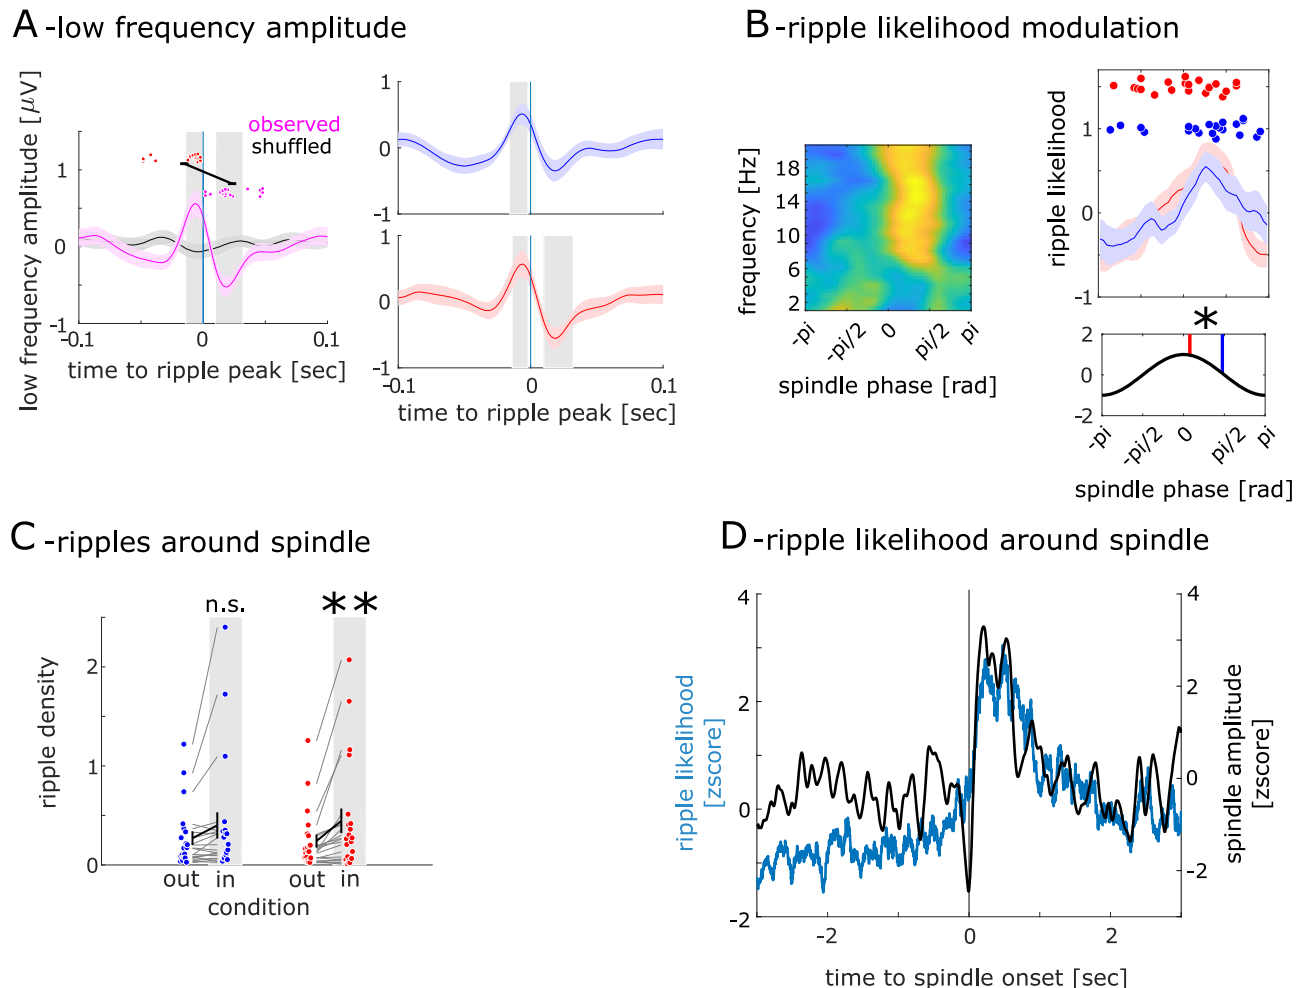 A -low frequency amplitude
low frequency amplitude [μV]
1
0
-1
observed
shuffled
-0.1
0
0.1
time to ripple peak [sec]
1
0
-1
1
0
-1
-0.1
0
0.1
time to ripple peak [sec]
B -ripple likelihood modulation
frequency [Hz]
20
18
16
14
12
10
8
6
4
2
-pi
-pi/2
0
pi/2
pi
spindle phase [rad]
ripple likelihood
1
0
-1
*
2
0
-2
-pi
-pi/2
0
pi/2
pi
spindle phase [rad]
C -ripples around spindle
n.s.
**
ripple density
2
1
0
out in
out in
condition
D -ripple likelihood around spindle
ripple likelihood
[zscore]
4
2
0
-2
4
2
0
-2
spindle amplitude
[zscore]
-2
0
2
time to spindle onset [sec]